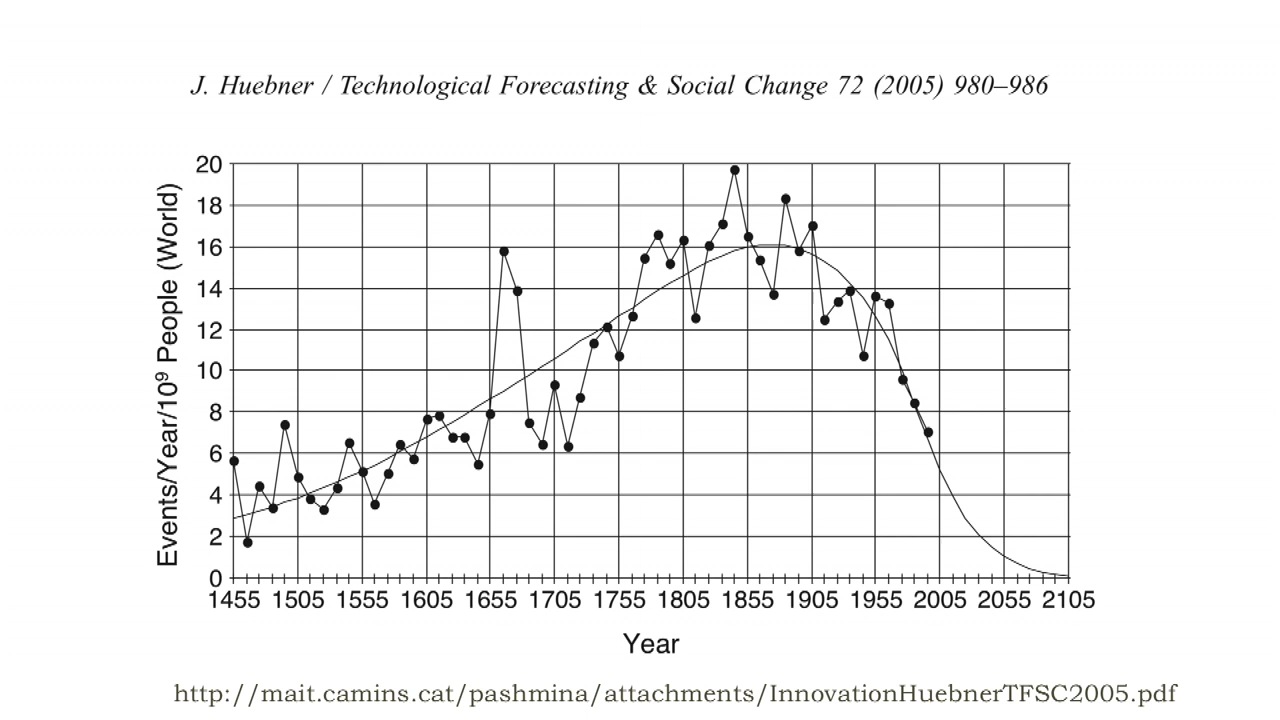 J. Huebner / Technological Forecasting & Social Change 72 (2005) 980–986
Events/Year/10⁹ People (World)
20
18
16
14
12
10
8
6
4
2
0
1455 1505 1555 1605 1655 1705 1755 1805 1855 1905 1955 2005 2055 2105
Year
http://mait.camins.cat/pashmina/attachments/InnovationHuebnerTFSC2005.pdf